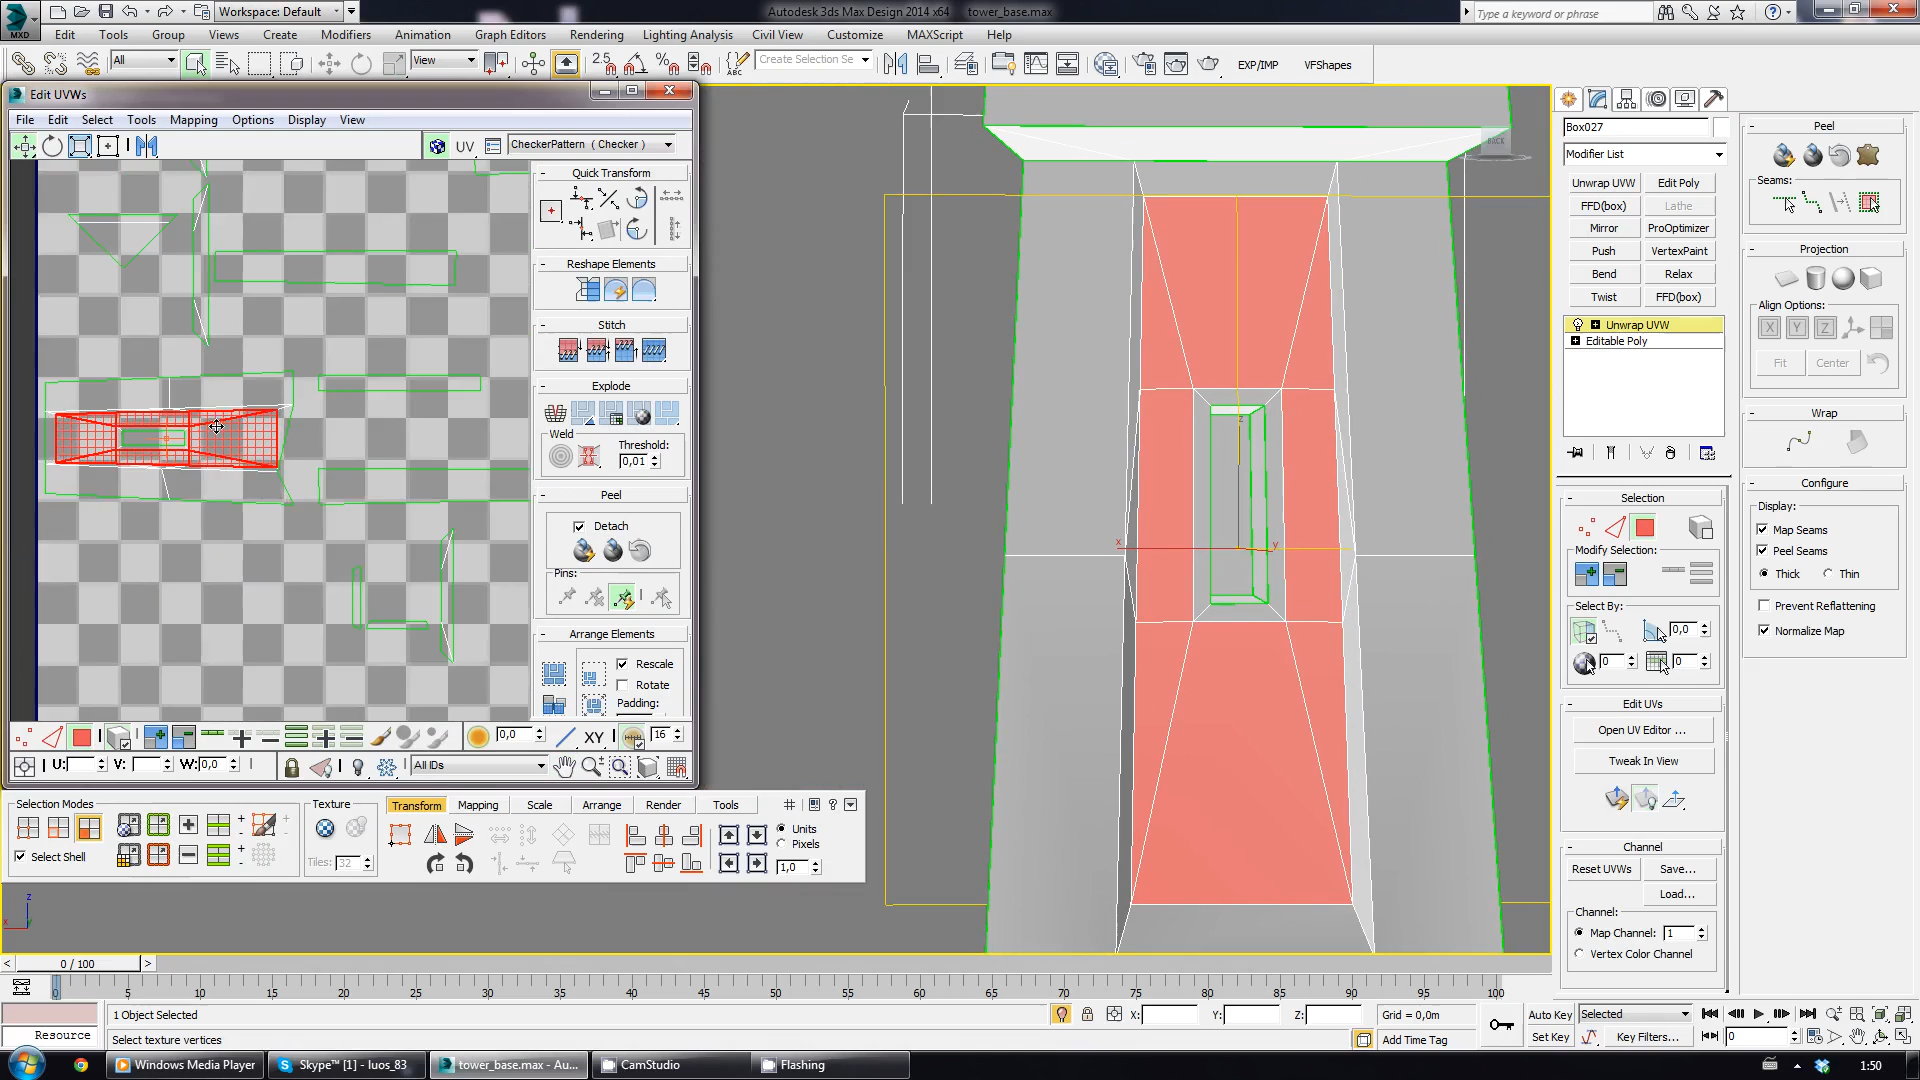 Workspace: Default
Autodesk 3ds Max Design 2014 x64    tower_base.max
Type a keyword or phrase
MXD
Edit Tools Group Views Create Modifiers Animation Graph Editors Rendering Lighting Analysis Civil View Customize MAXScript Help
All
View
2.5
Create Selection Se
EXP/IMP
VFShapes
Edit UVWs
File Edit Select Tools Mapping Options Display View
UV
CheckerPattern ( Checker )
Quick Transform
Reshape Elements
Stitch
Explode
Weld
Threshold:
0,01
Peel
Detach
Pins:
Arrange Elements
Rescale
Rotate
Padding:
0,0
XY
16
U:
V:
W: 0,0
All IDs
Selection Modes
Select Shell
Texture
Tiles: 32
Transform Mapping Scale Arrange Render Tools
Units
Pixels
1,0
BACK
x
y
z
Box027
Modifier List
Unwrap UVW
Edit Poly
FFD(box)
Lathe
Mirror
ProOptimizer
Push
VertexPaint
Bend
Relax
Twist
FFD(box)
Unwrap UVW
Editable Poly
Selection
Modify Selection:
Select By:
0,0
0
0
Edit UVs
Open UV Editor ...
Tweak In View
Channel
Reset UVWs
Save...
Load...
Channel:
Map Channel: 1
Vertex Color Channel
Peel
Seams:
Projection
Align Options:
X Y Z
Fit
Center
Wrap
Configure
Display:
Map Seams
Peel Seams
Thick
Thin
Prevent Reflattening
Normalize Map
z
x
0 / 100
0 5 10 15 20 25 30 35 40 45 50 55 60 65 70 75 80 85 90 95 100
1 Object Selected
X:
Y:
Z:
Grid = 0,0m
Auto Key
Selected
Resource
Select texture vertices
Add Time Tag
Set Key
Key Filters...
0
Windows Media Player
Skype™ [1] - luos_83
tower_base.max - Au...
CamStudio
Flashing
1:50